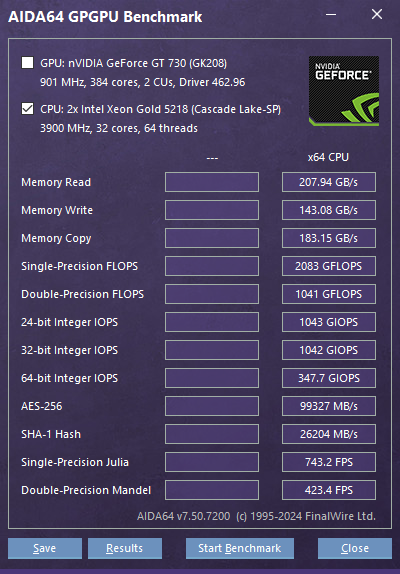 AIDA64 GPGPU Benchmark
GPU: nVIDIA GeForce GT 730 (GK208)
901 MHz, 384 cores, 2 CUs, Driver 462.96
NVIDIA
GEFORCE
CPU: 2x Intel Xeon Gold 5218 (Cascade Lake-SP)
3900 MHz, 32 cores, 64 threads
--- x64 CPU
Memory Read 207.94 GB/s
Memory Write 143.08 GB/s
Memory Copy 183.15 GB/s
Single-Precision FLOPS 2083 GFLOPS
Double-Precision FLOPS 1041 GFLOPS
24-bit Integer IOPS 1043 GIOPS
32-bit Integer IOPS 1042 GIOPS
64-bit Integer IOPS 347.7 GIOPS
AES-256 99327 MB/s
SHA-1 Hash 26204 MB/s
Single-Precision Julia 743.2 FPS
Double-Precision Mandel 423.4 FPS
AIDA64 v7.50.7200 (c) 1995-2024 FinalWire Ltd.
Save Results Start Benchmark Close